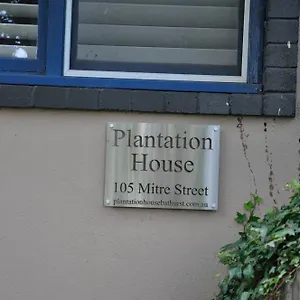 Plantation
House
105 Mitre Street
plantationhousebathurst.com.au